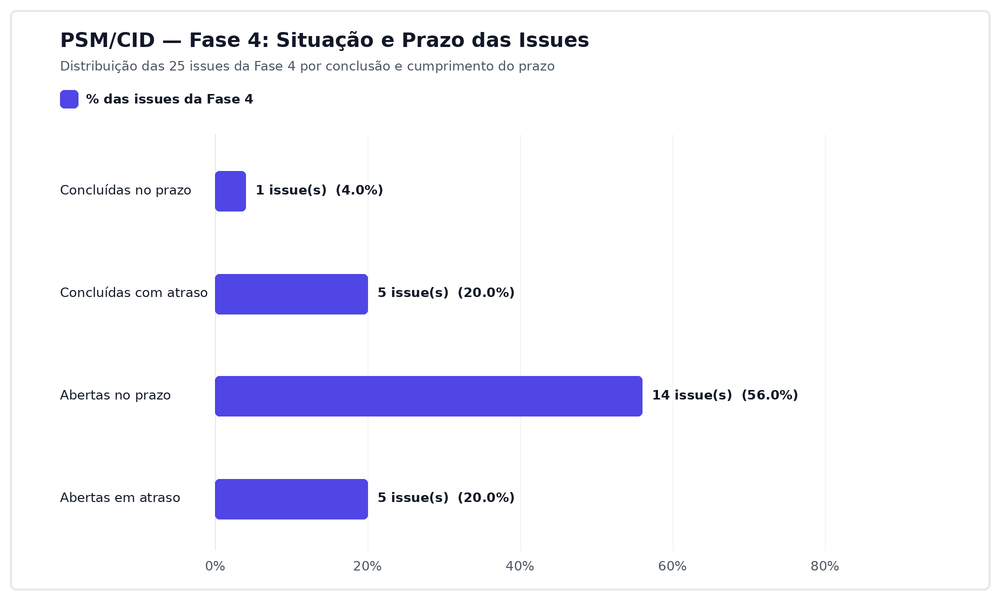 PSM/CID — Fase 4: Situação e Prazo das Issues
Distribuição das 25 issues da Fase 4 por conclusão e cumprimento do prazo
% das issues da Fase 4
Concluídas no prazo
1 issue(s) (4.0%)
Concluídas com atraso
5 issue(s) (20.0%)
Abertas no prazo
14 issue(s) (56.0%)
Abertas em atraso
5 issue(s) (20.0%)
0% 20% 40% 60% 80%